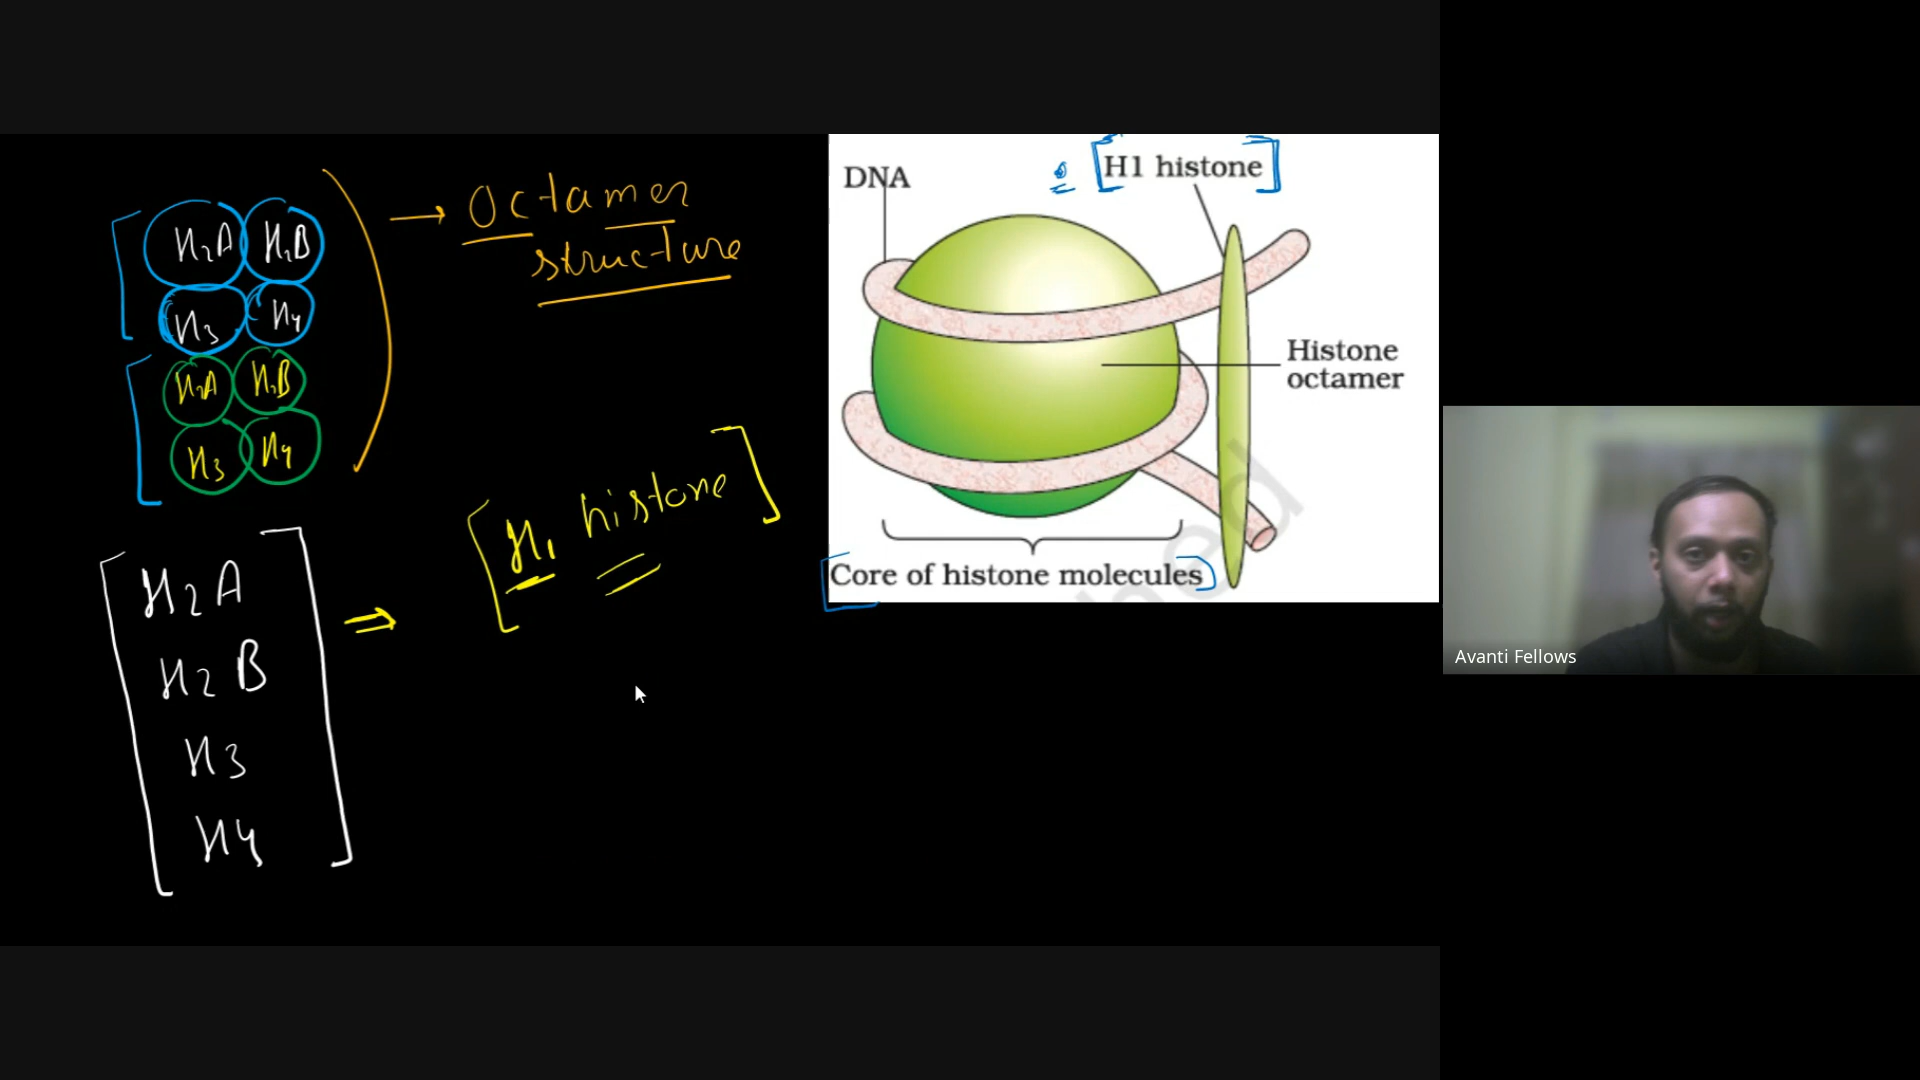 H2A H2B
H3 H4
H2A H2B
H3 H4
→ Octamer
structure
H2A
H2B
H3
H4
⇒ [H1 histone]
DNA
[H1 histone]
Histone
octamer
Core of histone molecules
hed
Avanti Fellows